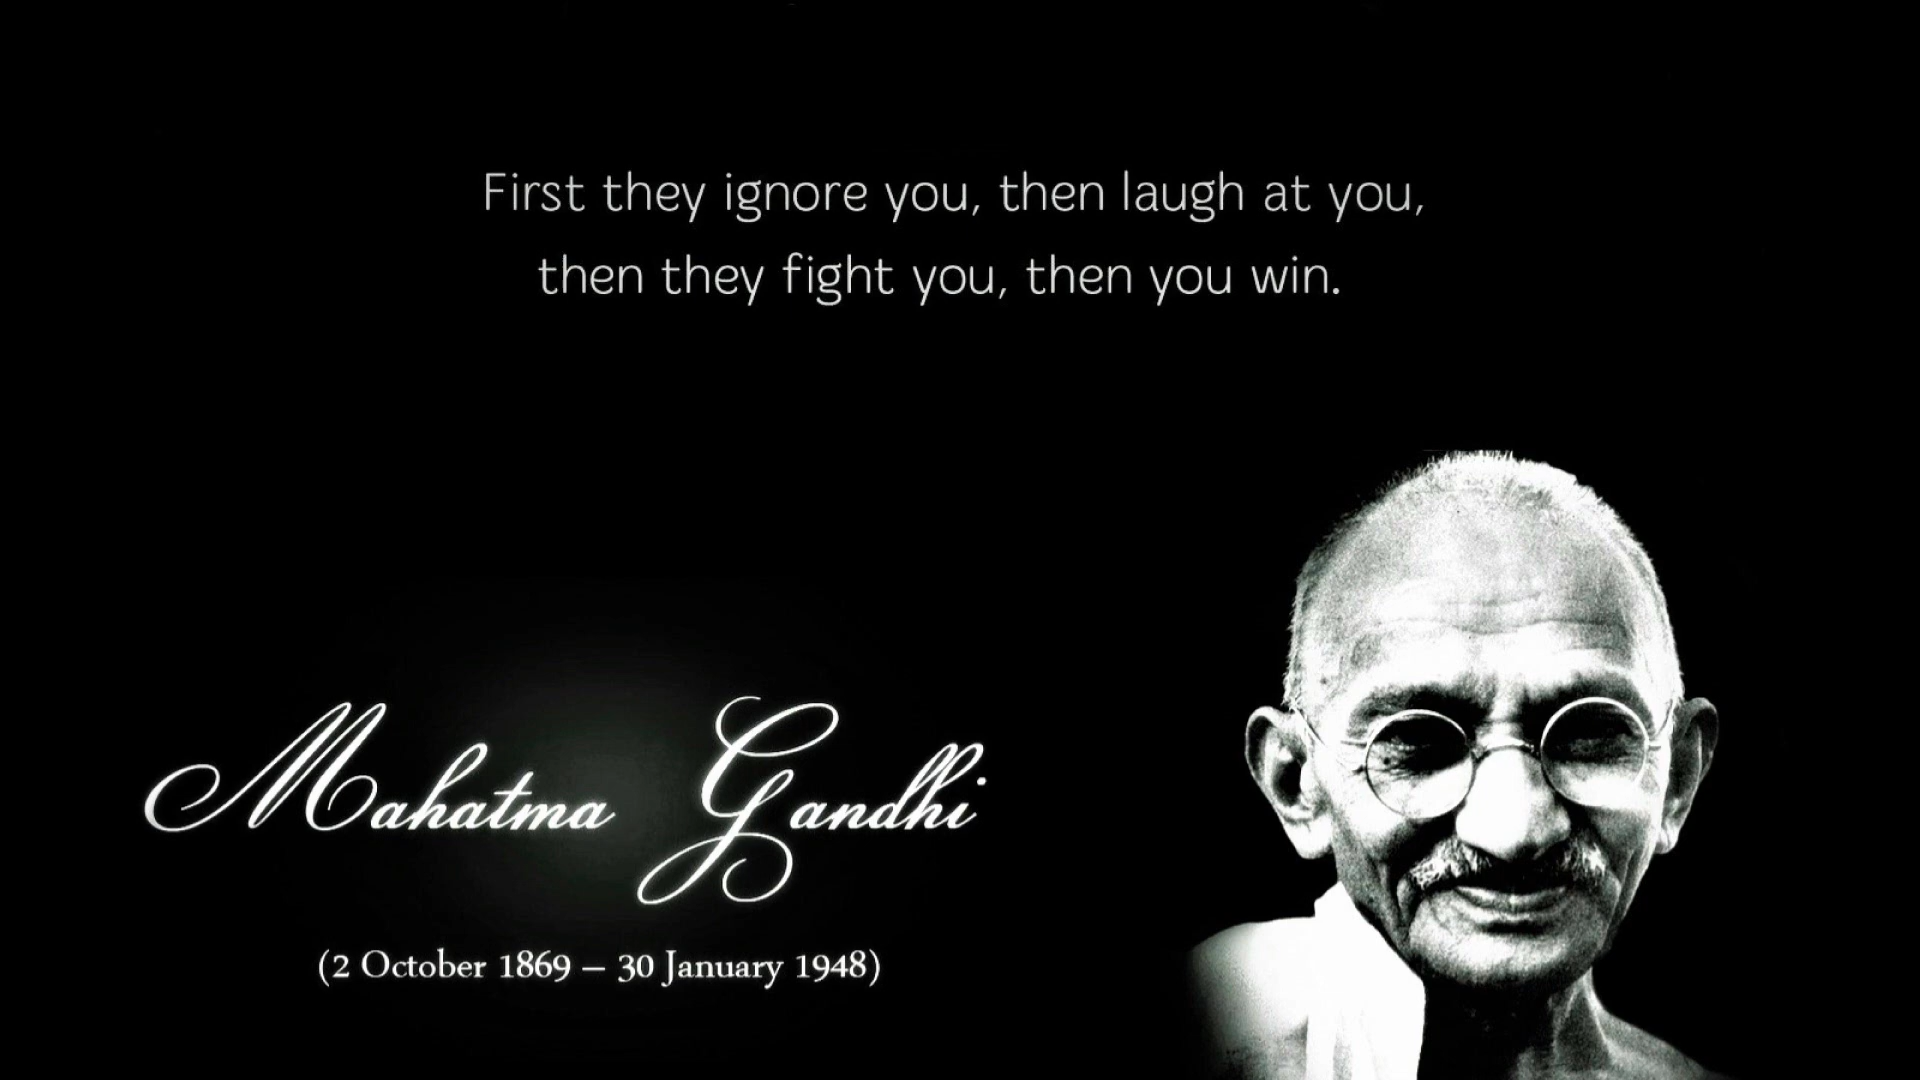 First they ignore you, then laugh at you,
then they fight you, then you win.
Mahatma Gandhi
(2 October 1869 – 30 January 1948)